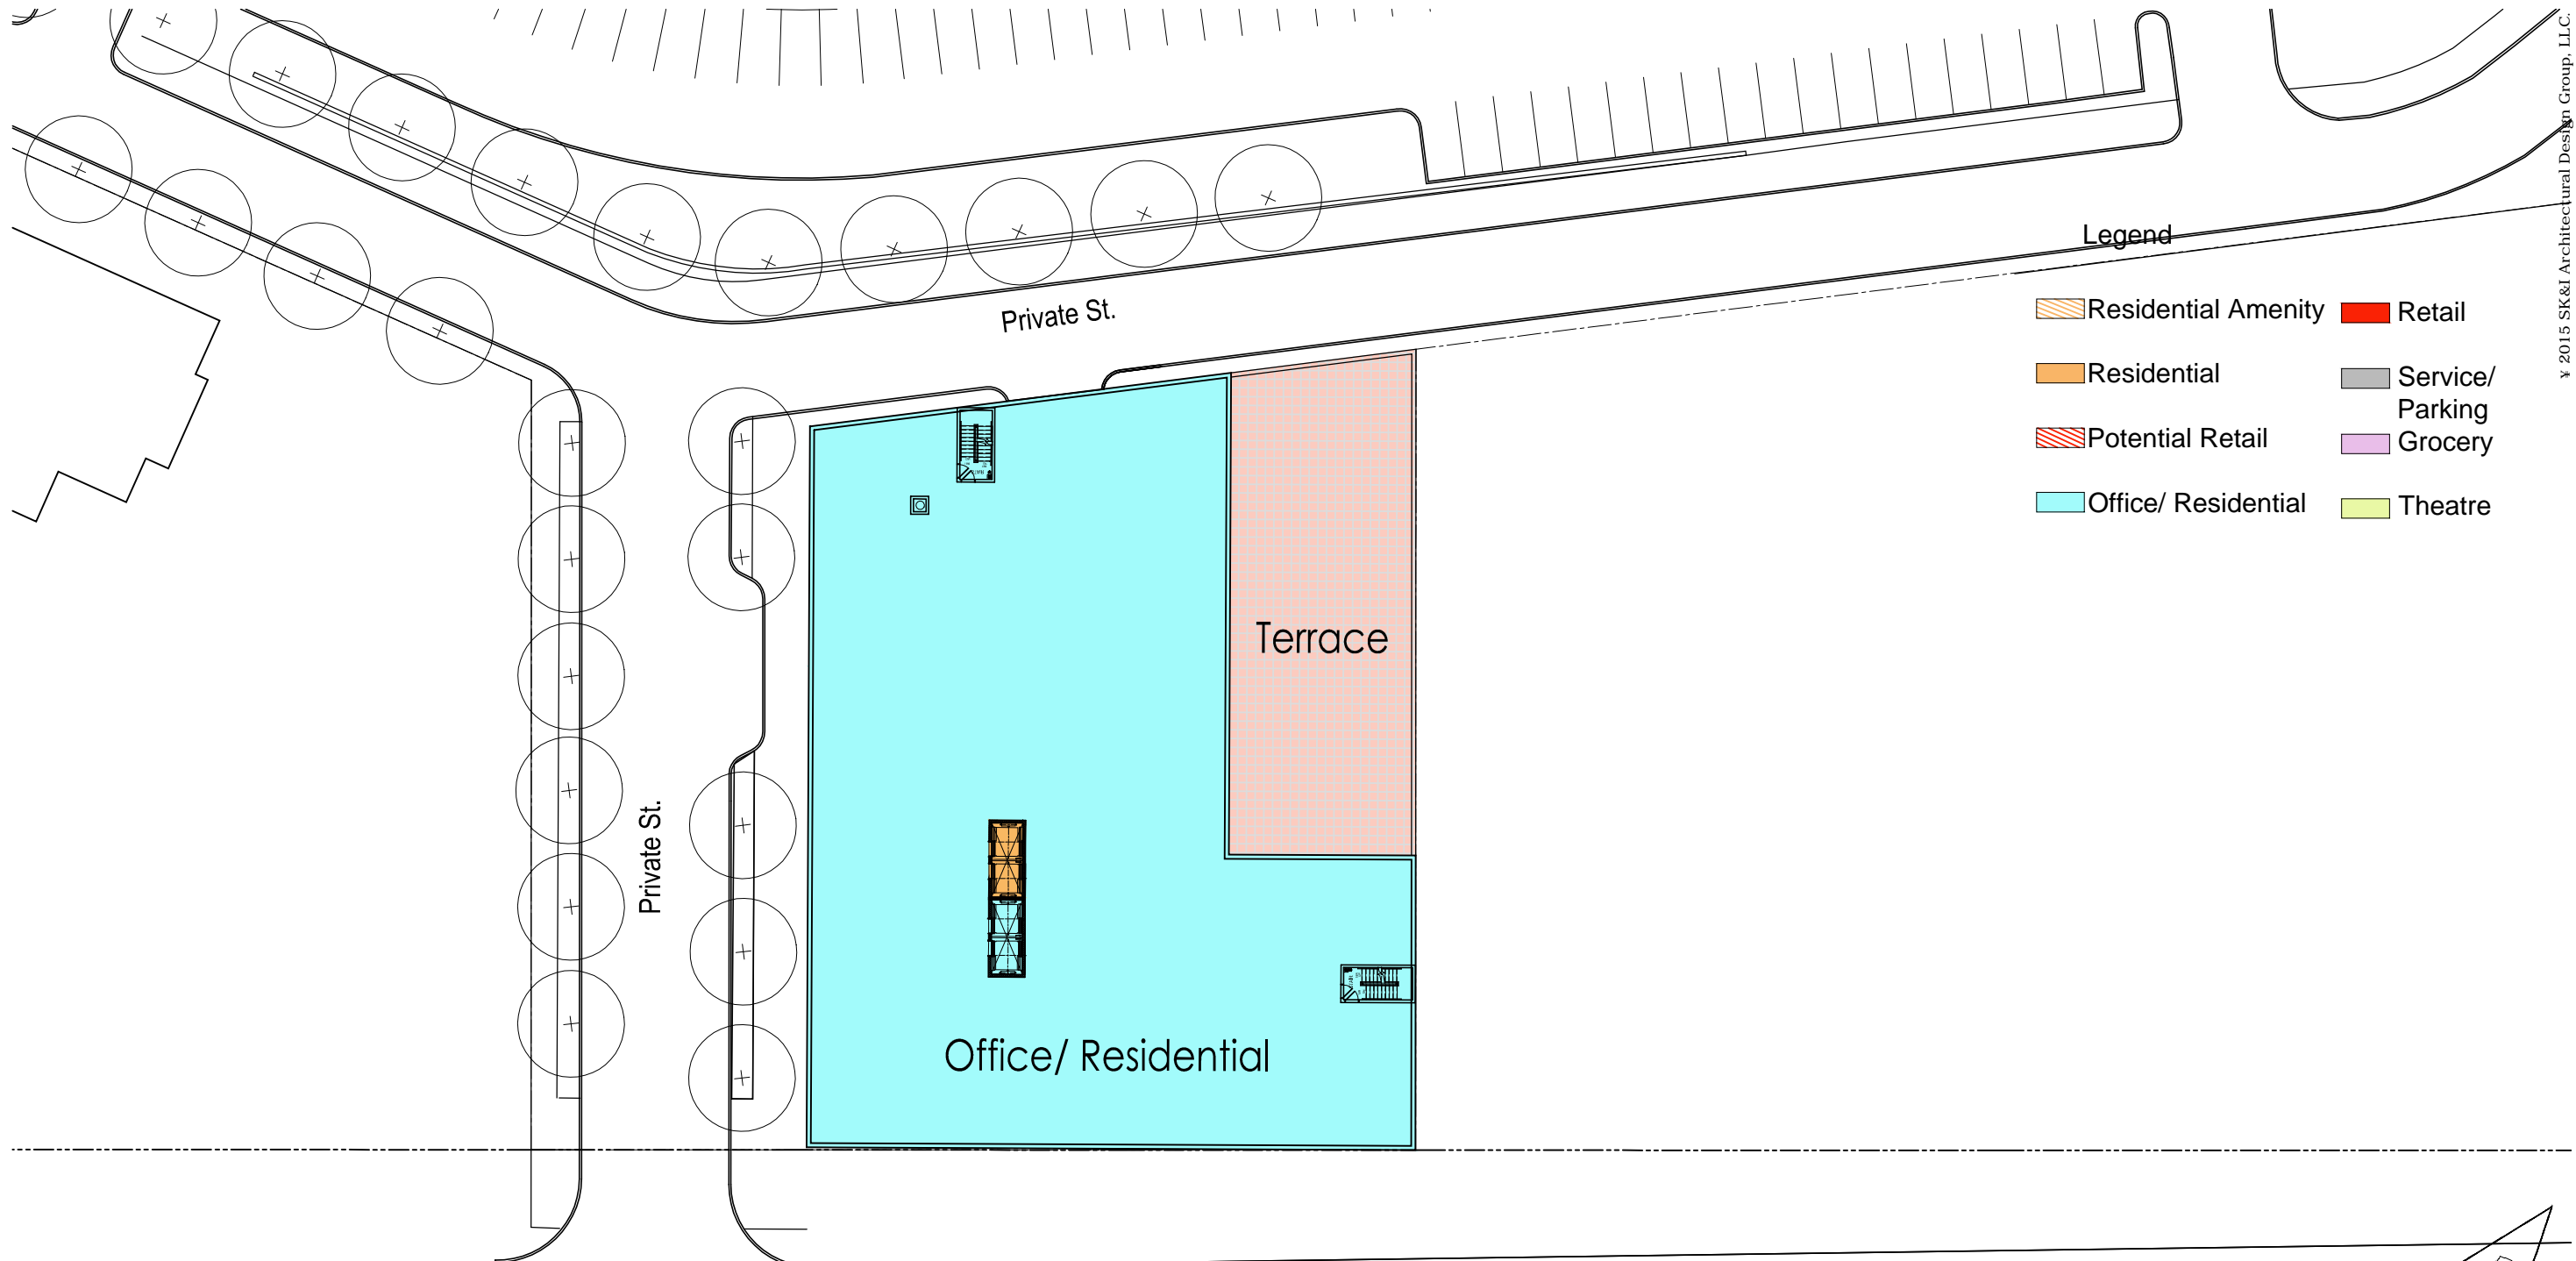 ¥ 2015 SK&I Architectural Design Group, LLC.
Legend
Private St.
Residential Amenity
Retail
Residential
Service/
Parking
Potential Retail
Grocery
Office/ Residential
Theatre
Terrace
Private St.
Office/ Residential